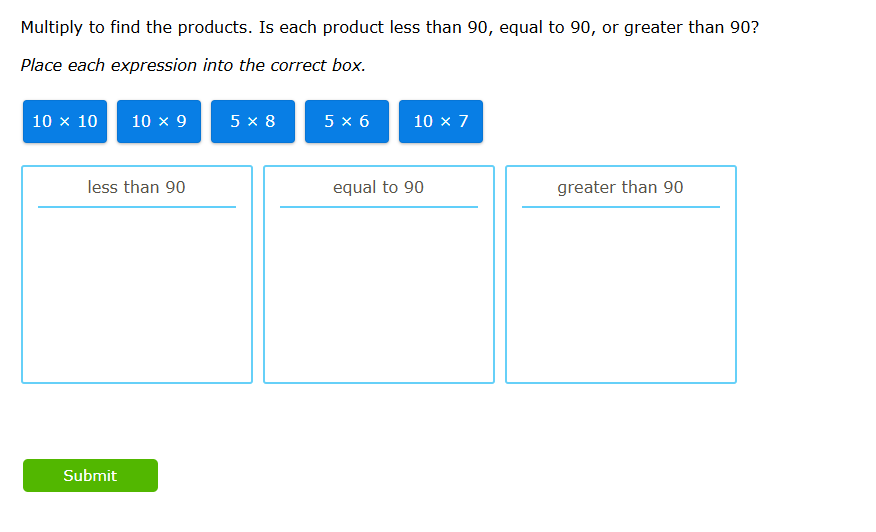 Multiply to find the products. Is each product less than 90, equal to 90, or greater than 90?
Place each expression into the correct box.
10 × 10 10 × 9 5 × 8 5 × 6 10 × 7
less than 90 equal to 90 greater than 90
Submit